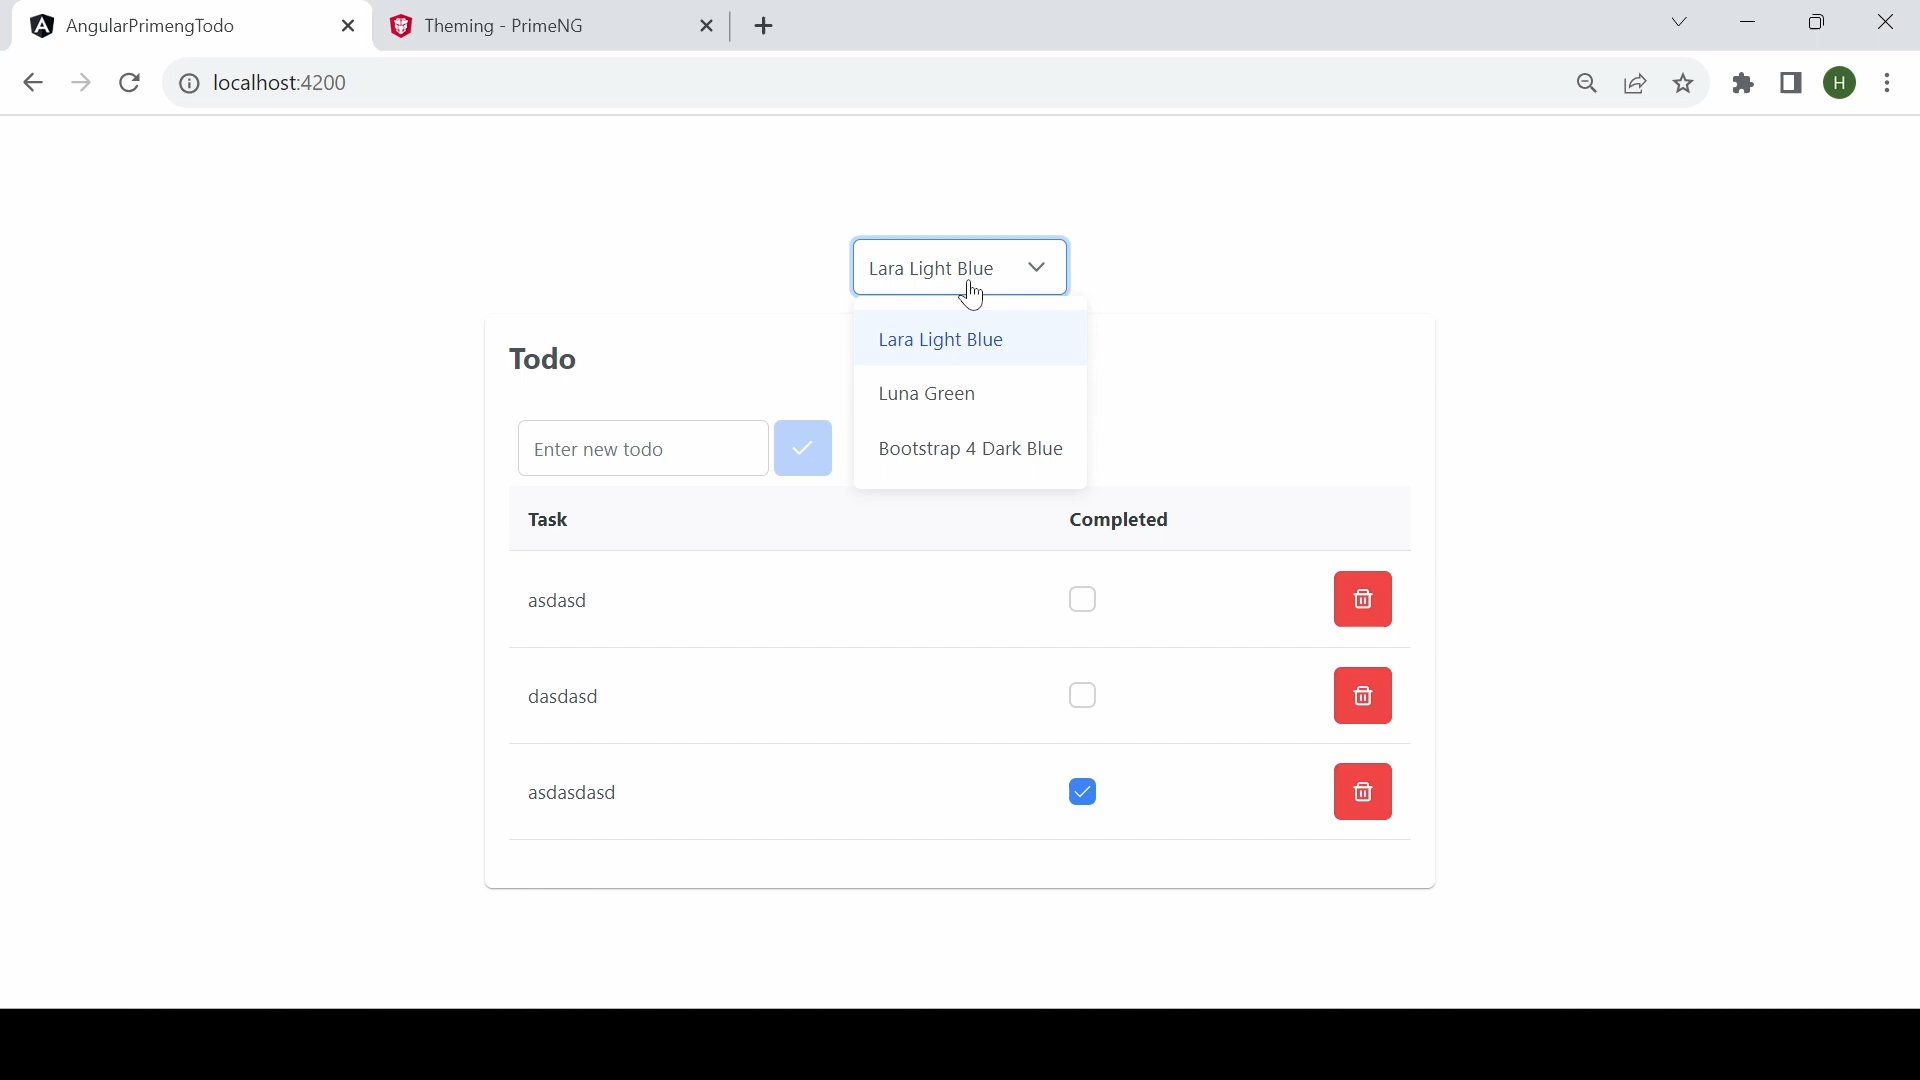 AngularPrimengTodo
Theming - PrimeNG
localhost:4200
H
Lara Light Blue
Lara Light Blue
Luna Green
Bootstrap 4 Dark Blue
Todo
Enter new todo
Task Completed
asdasd
dasdasd
asdasdasd